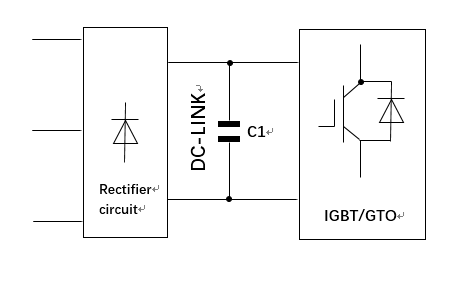 DC-LINK
C1
Rectifier
circuit
IGBT/GTO